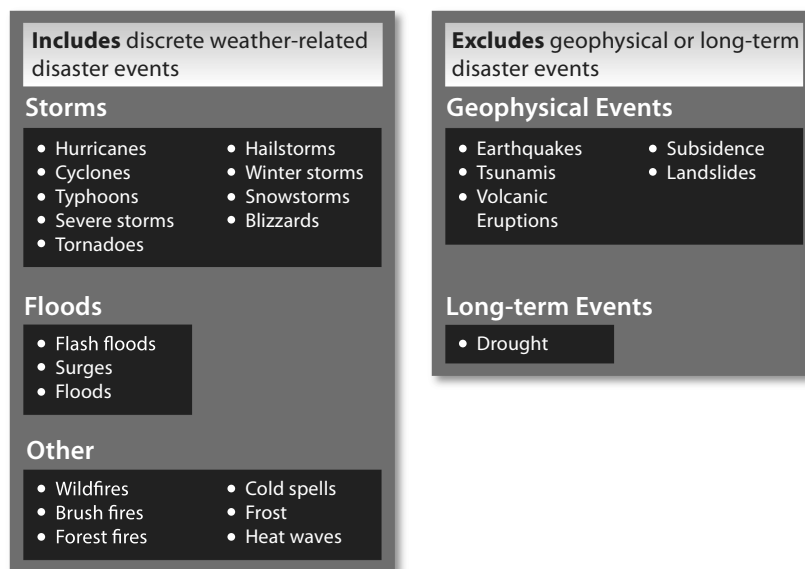 Includes discrete weather-related
disaster events
Storms
• Hurricanes
• Cyclones
• Typhoons
• Severe storms
• Tornadoes
• Hailstorms
• Winter storms
• Snowstorms
• Blizzards
Floods
• Flash floods
• Surges
• Floods
Other
• Wildfires
• Brush fires
• Forest fires
• Cold spells
• Frost
• Heat waves
Excludes geophysical or long-term
disaster events
Geophysical Events
• Earthquakes
• Tsunamis
• Volcanic
Eruptions
• Subsidence
• Landslides
Long-term Events
• Drought